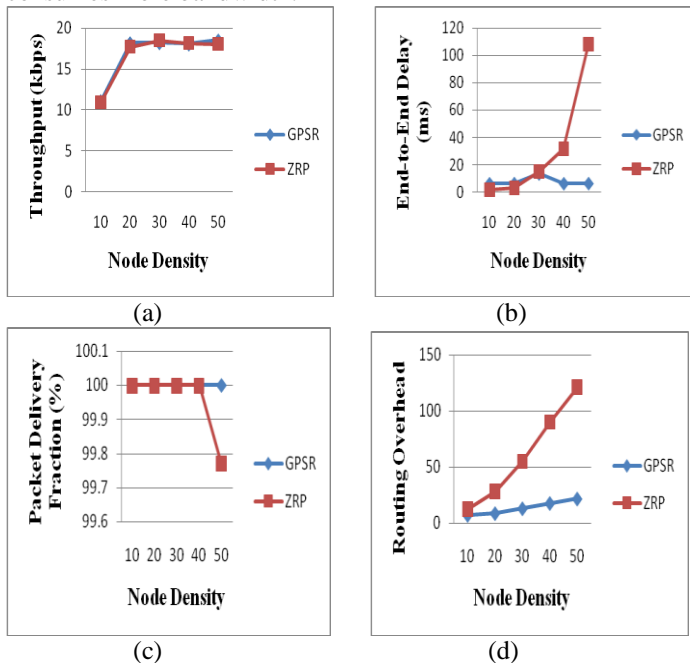 Throughput (kbps)
20
15
10
5
0
10 20 30 40 50
Node Density
GPSR
ZRP
(a)
End-to-End Delay
(ms)
120
100
80
60
40
20
0
10 20 30 40 50
Node Density
GPSR
ZRP
(b)
Packet Delivery
Fraction (%)
100.1
100
99.9
99.8
99.7
99.6
10 20 30 40 50
Node Density
GPSR
ZRP
(c)
Routing Overhead
150
100
50
0
10 20 30 40 50
Node Density
GPSR
ZRP
(d)